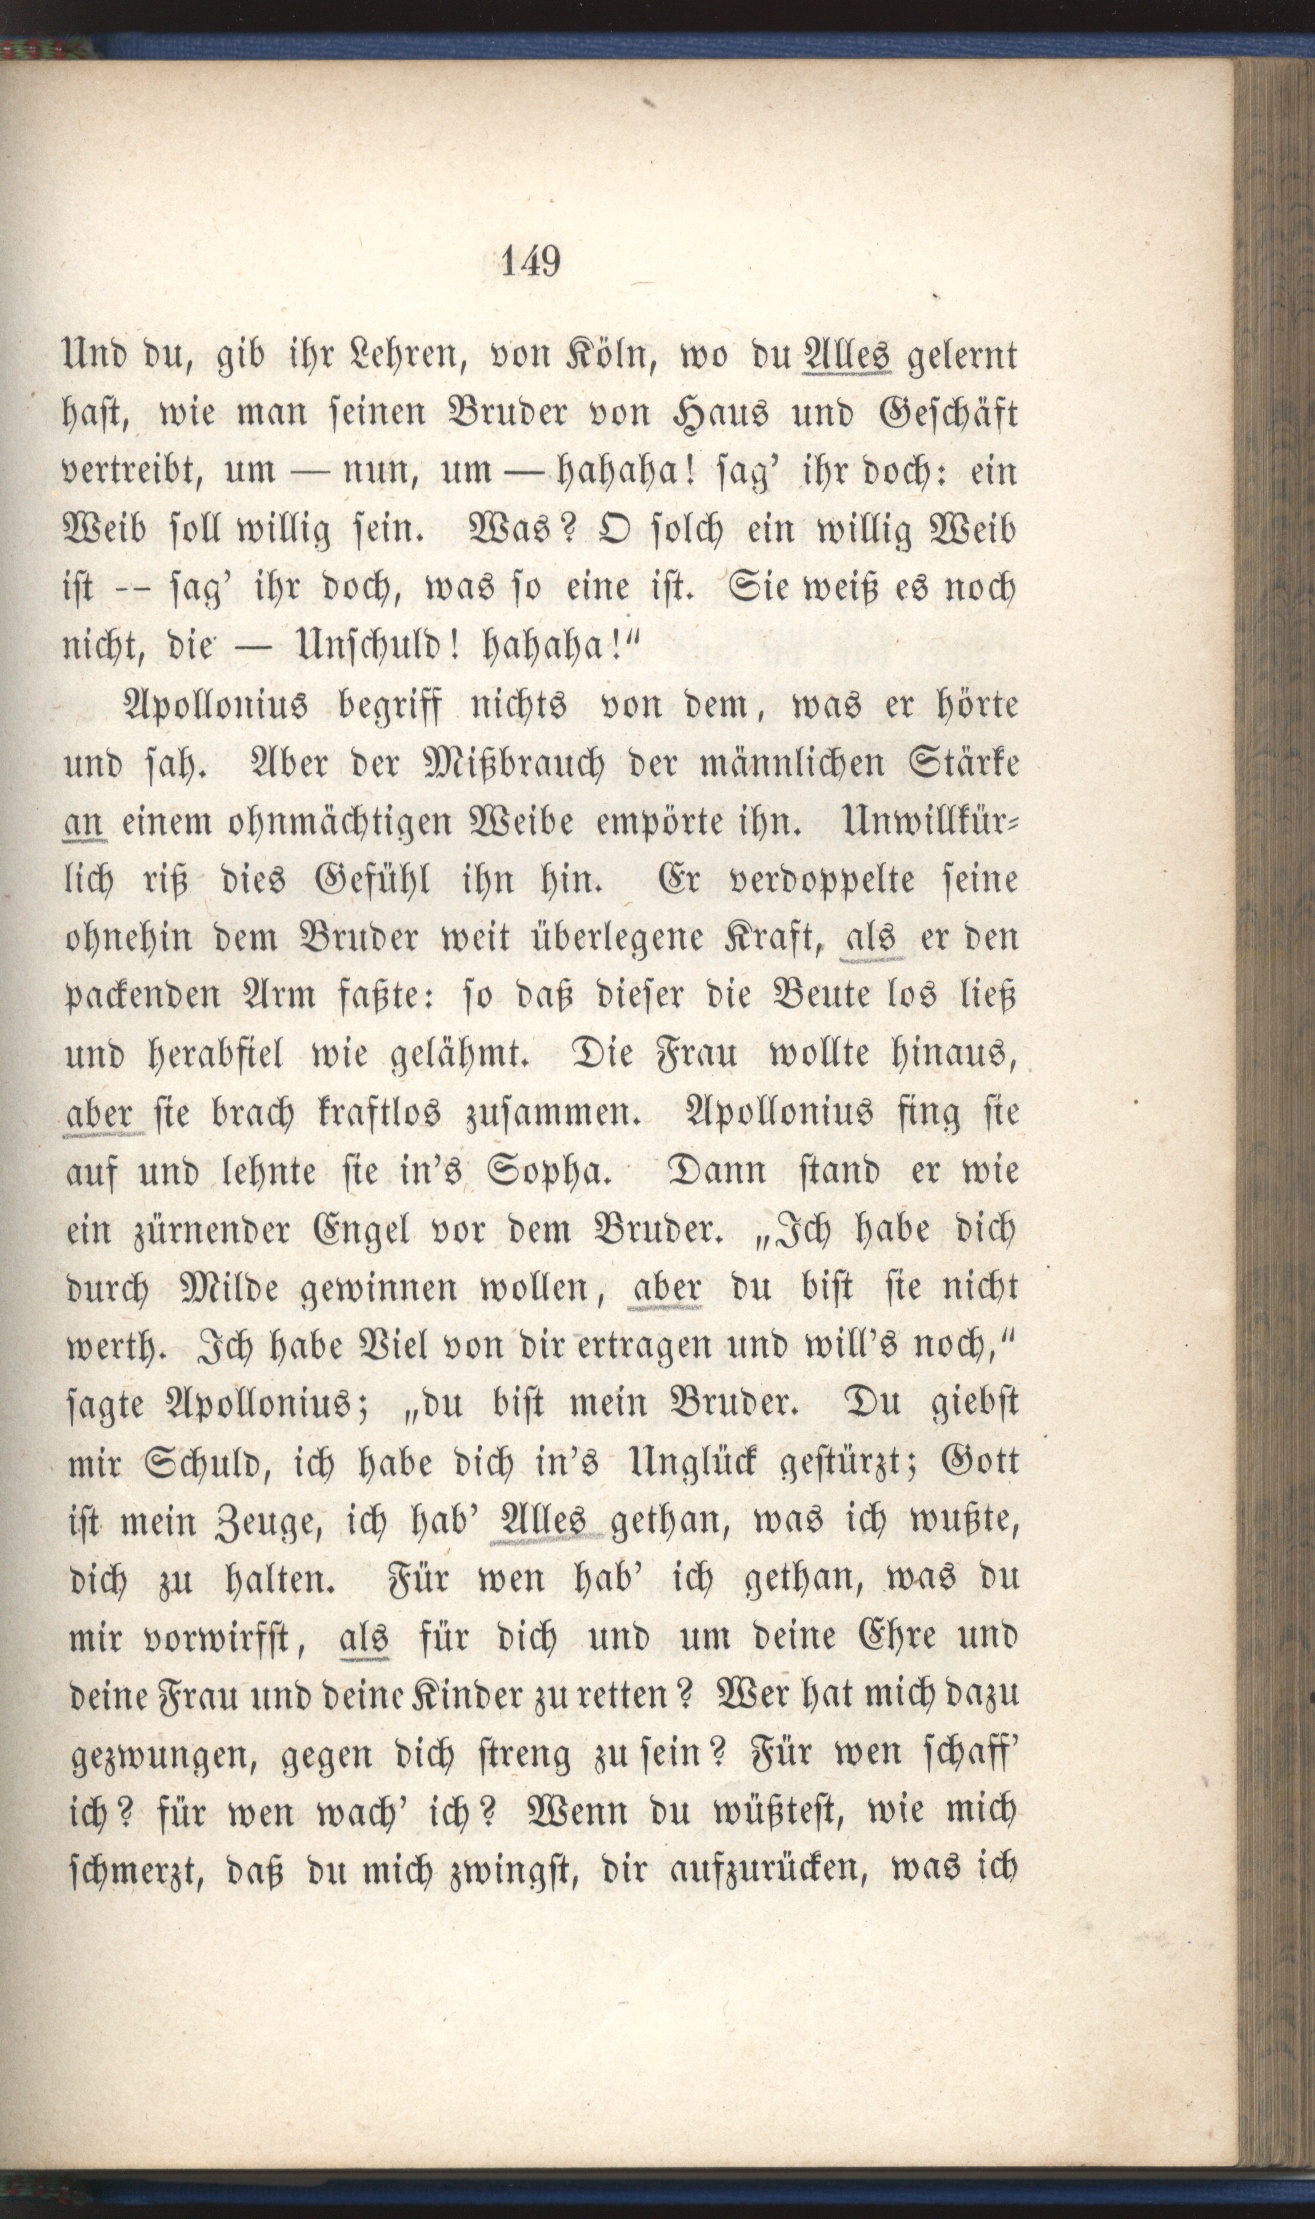 149
Und du, gib ihr Lehren, von Köln, wo du Alles gelernt
hast, wie man seinen Bruder von Haus und Geschäft
vertreibt, um — nun, um — hahaha! sag' ihr doch: ein
Weib soll willig sein. Was? O solch ein willig Weib
ist -- sag' ihr doch, was so eine ist. Sie weiß es noch
nicht, die — Unschuld! hahaha!“
Apollonius begriff nichts von dem, was er hörte
und sah. Aber der Mißbrauch der männlichen Stärke
an einem ohnmächtigen Weibe empörte ihn. Unwillkür-
lich riß dies Gefühl ihn hin. Er verdoppelte seine
ohnehin dem Bruder weit überlegene Kraft, als er den
packenden Arm faßte: so daß dieser die Beute los ließ
und herabfiel wie gelähmt. Die Frau wollte hinaus,
aber sie brach kraftlos zusammen. Apollonius fing sie
auf und lehnte sie in's Sopha. Dann stand er wie
ein zürnender Engel vor dem Bruder. „Ich habe dich
durch Milde gewinnen wollen, aber du bist sie nicht
werth. Ich habe Viel von dir ertragen und will's noch,“
sagte Apollonius; „du bist mein Bruder. Du giebst
mir Schuld, ich habe dich in's Unglück gestürzt; Gott
ist mein Zeuge, ich hab' Alles gethan, was ich wußte,
dich zu halten. Für wen hab' ich gethan, was du
mir vorwirfst, als für dich und um deine Ehre und
deine Frau und deine Kinder zu retten? Wer hat mich dazu
gezwungen, gegen dich streng zu sein? Für wen schaff'
ich? für wen wach' ich? Wenn du wüßtest, wie mich
schmerzt, daß du mich zwingst, dir aufzurücken, was ich